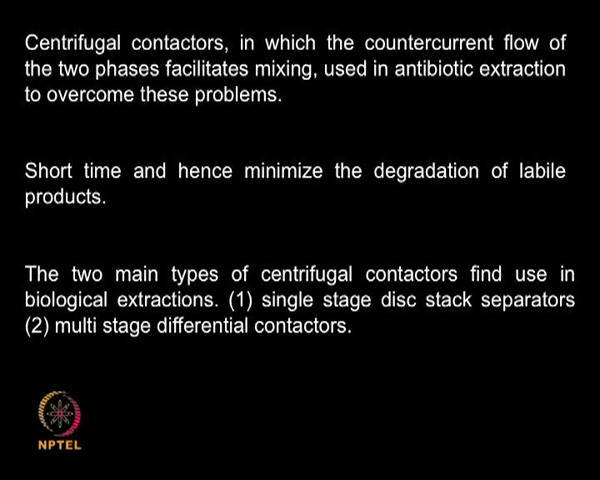 Centrifugal contactors, in which the countercurrent flow of
the two phases facilitates mixing, used in antibiotic extraction
to overcome these problems.
Short time and hence minimize the degradation of labile
products.
The two main types of centrifugal contactors find use in
biological extractions. (1) single stage disc stack separators
(2) multi stage differential contactors.
NPTEL